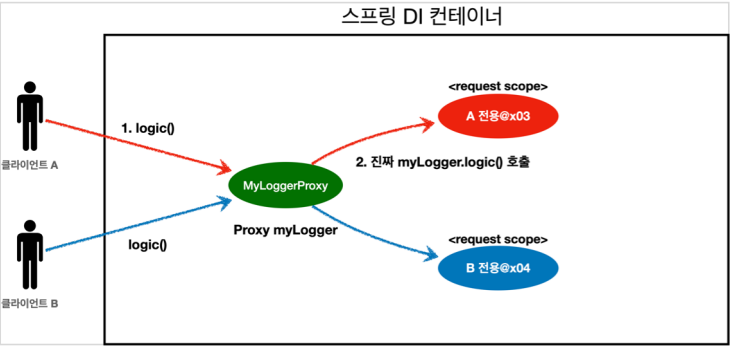 스프링 DI 컨테이너
<request scope>
A 전용@x03
1. logic()
클라이언트 A
2. 진짜 myLogger.logic() 호출
MyLoggerProxy
Proxy myLogger
logic()
<request scope>
B 전용@x04
클라이언트 B